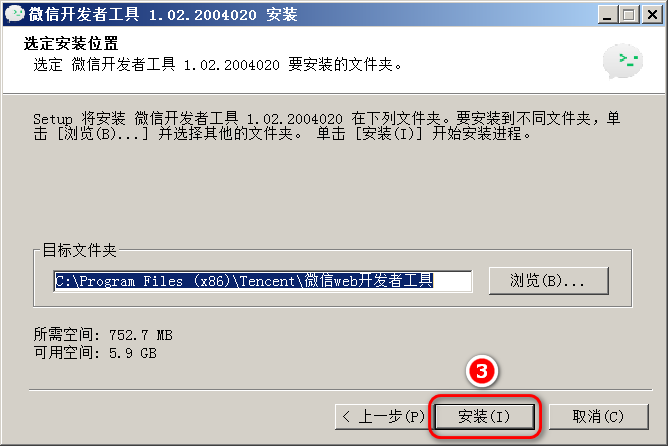 微信开发者工具 1.02.2004020 安装
选定安装位置
选定 微信开发者工具 1.02.2004020 要安装的文件夹。
Setup 将安装 微信开发者工具 1.02.2004020 在下列文件夹。要安装到不同文件夹，单
击 [浏览(B)...] 并选择其他的文件夹。 单击 [安装(I)] 开始安装进程。
目标文件夹
C:\Program Files (x86)\Tencent\微信web开发者工具
浏览(B)...
所需空间: 752.7 MB
可用空间: 5.9 GB
3
< 上一步(P)
安装(I)
取消(C)